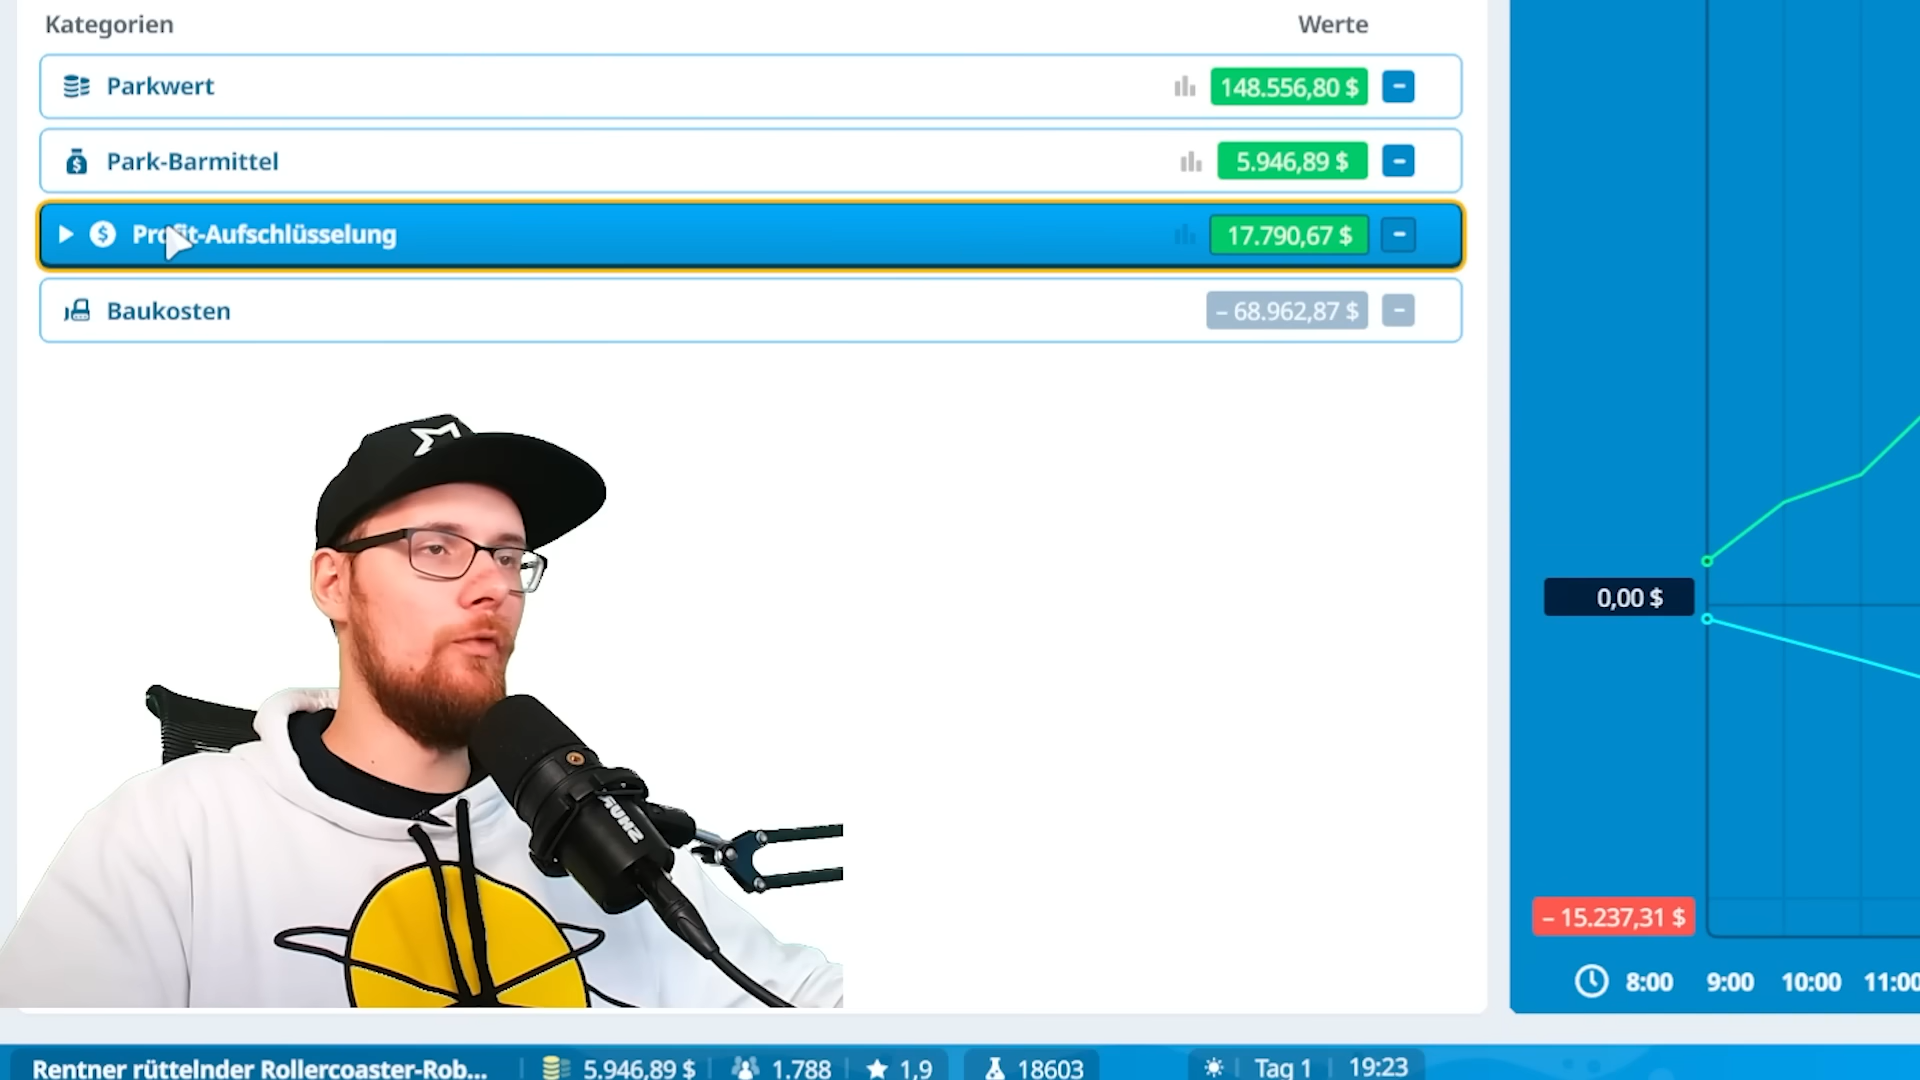 Kategorien Werte
Parkwert 148.556,80 $
Park-Barmittel 5.946,89 $
Profit-Aufschlüsselung 17.790,67 $
Baukosten – 68.962,87 $
0,00 $
SHURE
– 15.237,31 $
8:00 9:00 10:00 11:00
Rentner rüttelnder Rollercoaster-Rob... 5.946,89 $ 1.788 1,9 18603 Tag 1 19:23